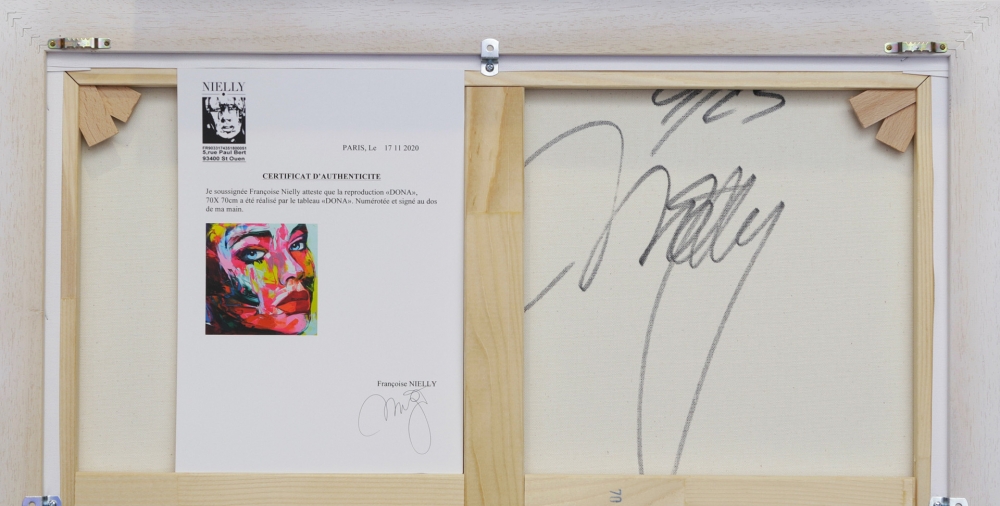 NIELLY
5,rue Paul Bert
93400 St Ouen
PARIS, Le 17 11 2020
CERTIFICAT D'AUTHENTICITE
Je soussignée Françoise Nielly atteste que la reproduction «DONA»,
70X 70cm a été réalisé par le tableau «DONA». Numérotée et signé au dos
de ma main.
Françoise NIELLY
Nielly
70